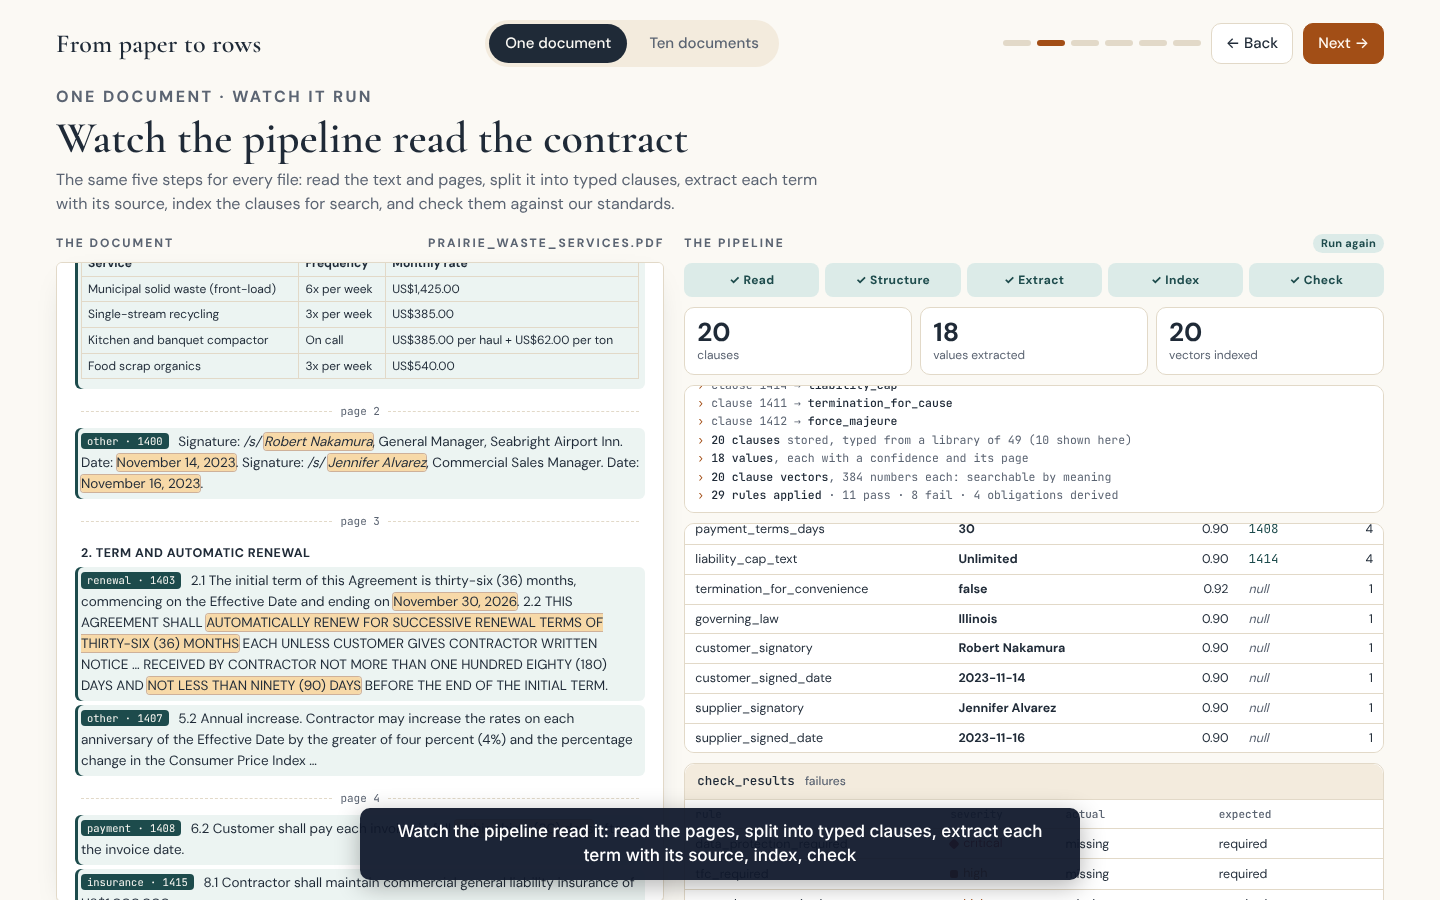 From paper to rows
One document
Ten documents
← Back
Next →
ONE DOCUMENT · WATCH IT RUN
Watch the pipeline read the contract
The same five steps for every file: read the text and pages, split it into typed clauses, extract each term
with its source, index the clauses for search, and check them against our standards.
THE DOCUMENT
PRAIRIE_WASTE_SERVICES.PDF
Service Frequency Monthly rate
Municipal solid waste (front-load) 6x per week US$1,425.00
Single-stream recycling 3x per week US$385.00
Kitchen and banquet compactor On call US$385.00 per haul + US$62.00 per ton
Food scrap organics 3x per week US$540.00
page 2
other · 1400 Signature: /s/ Robert Nakamura, General Manager, Seabright Airport Inn.
Date: November 14, 2023. Signature: /s/ Jennifer Alvarez, Commercial Sales Manager. Date:
November 16, 2023.
page 3
2. TERM AND AUTOMATIC RENEWAL
renewal · 1403 2.1 The initial term of this Agreement is thirty-six (36) months,
commencing on the Effective Date and ending on November 30, 2026. 2.2 THIS
AGREEMENT SHALL AUTOMATICALLY RENEW FOR SUCCESSIVE RENEWAL TERMS OF
THIRTY-SIX (36) MONTHS EACH UNLESS CUSTOMER GIVES CONTRACTOR WRITTEN
NOTICE … RECEIVED BY CONTRACTOR NOT MORE THAN ONE HUNDRED EIGHTY (180)
DAYS AND NOT LESS THAN NINETY (90) DAYS BEFORE THE END OF THE INITIAL TERM.
other · 1407 5.2 Annual increase. Contractor may increase the rates on each
anniversary of the Effective Date by the greater of four percent (4%) and the percentage
change in the Consumer Price Index …
page 4
payment · 1408 6.2 Customer shall pay each
the invoice date.
insurance · 1415 8.1 Contractor shall maintain commercial general liability insurance of
THE PIPELINE
Run again
✓ Read
✓ Structure
✓ Extract
✓ Index
✓ Check
20
clauses
18
values extracted
20
vectors indexed
› clause 1414 → liability_cap
› clause 1411 → termination_for_cause
› clause 1412 → force_majeure
› 20 clauses stored, typed from a library of 49 (10 shown here)
› 18 values, each with a confidence and its page
› 20 clause vectors, 384 numbers each: searchable by meaning
› 29 rules applied · 11 pass · 8 fail · 4 obligations derived
payment_terms_days 30 0.90 1408 4
liability_cap_text Unlimited 0.90 1414 4
termination_for_convenience false 0.92 null 1
governing_law Illinois 0.90 null 1
customer_signatory Robert Nakamura 0.90 null 1
customer_signed_date 2023-11-14 0.90 null 1
supplier_signatory Jennifer Alvarez 0.90 null 1
supplier_signed_date 2023-11-16 0.90 null 1
check_results failures
rule severity actual expected
data_protection_required critical missing required
tfc_required high missing required
Watch the pipeline read it: read the pages, split into typed clauses, extract each
term with its source, index, check